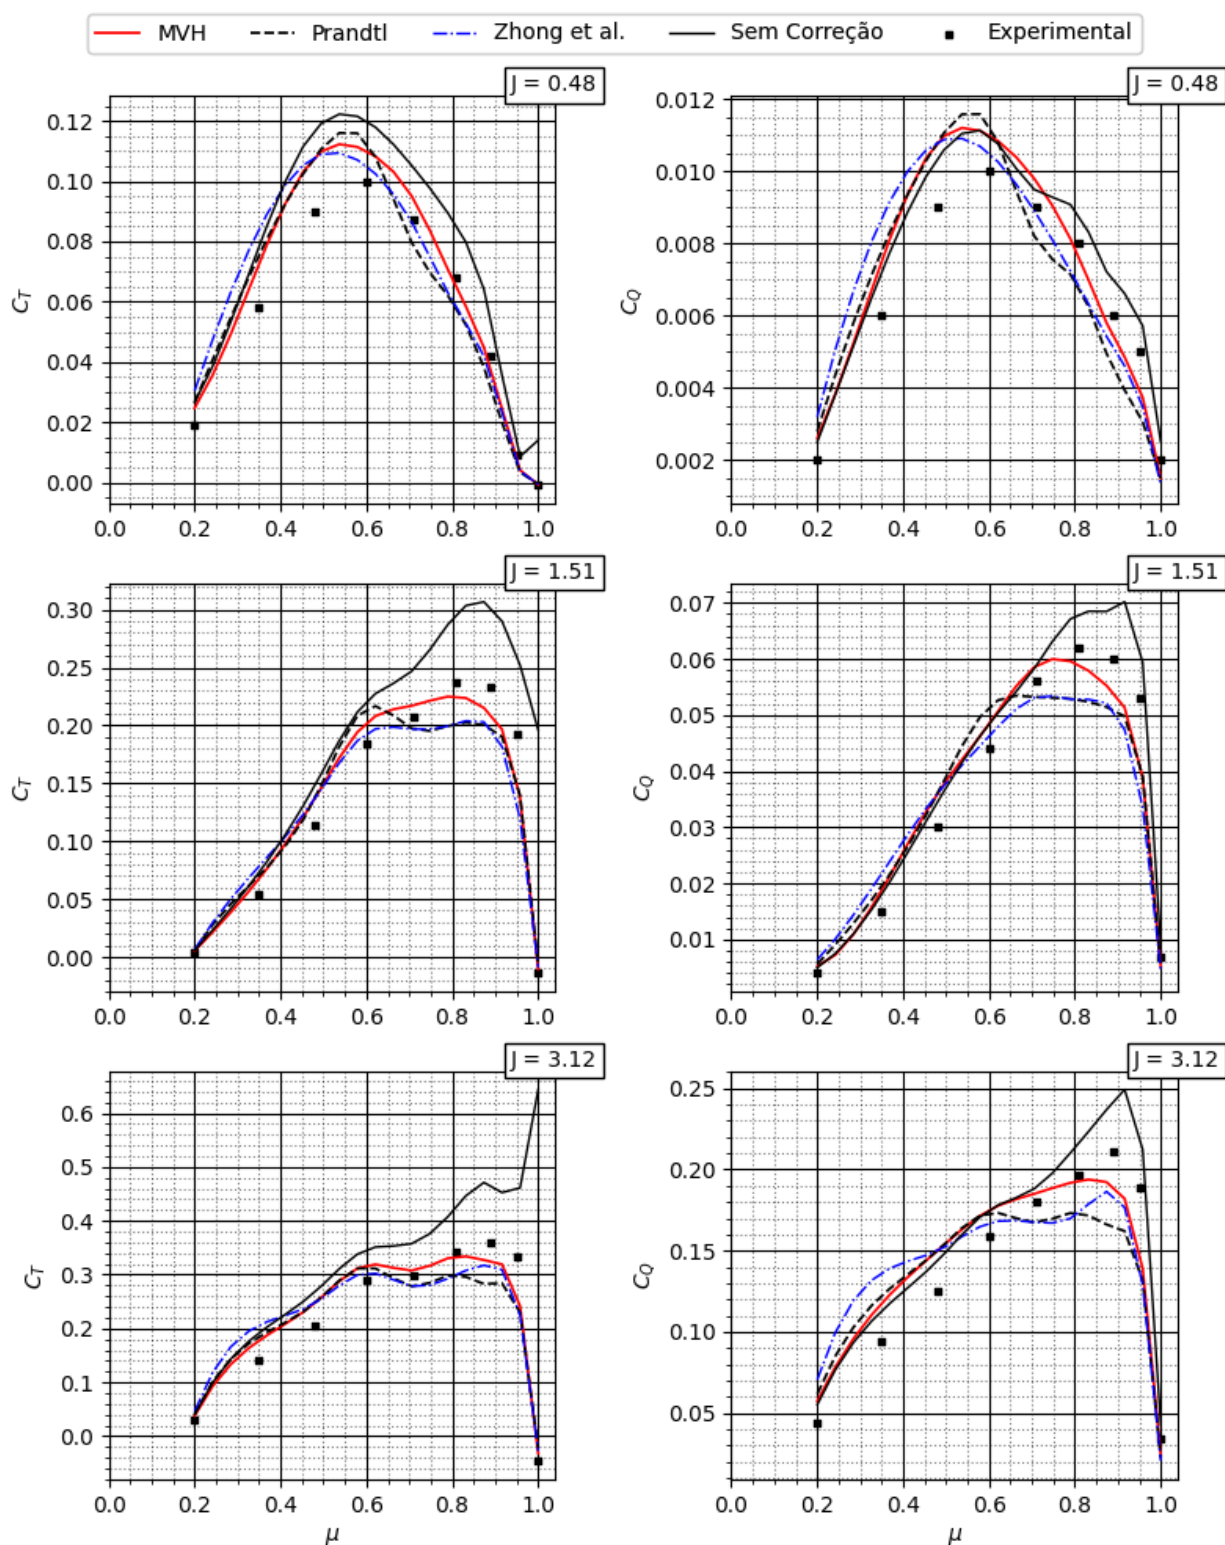 MVH Prandtl Zhong et al. Sem Correção Experimental
J = 0.48 J = 0.48
0.12 0.10 0.08 0.06 0.04 0.02 0.00
C_T
0.0 0.2 0.4 0.6 0.8 1.0
0.012 0.010 0.008 0.006 0.004 0.002
C_Q
0.0 0.2 0.4 0.6 0.8 1.0
J = 1.51 J = 1.51
0.30 0.25 0.20 0.15 0.10 0.05 0.00
C_T
0.0 0.2 0.4 0.6 0.8 1.0
0.07 0.06 0.05 0.04 0.03 0.02 0.01
C_Q
0.0 0.2 0.4 0.6 0.8 1.0
J = 3.12 J = 3.12
0.6 0.5 0.4 0.3 0.2 0.1 0.0
C_T
0.0 0.2 0.4 0.6 0.8 1.0
μ
0.25 0.20 0.15 0.10 0.05
C_Q
0.0 0.2 0.4 0.6 0.8 1.0
μ